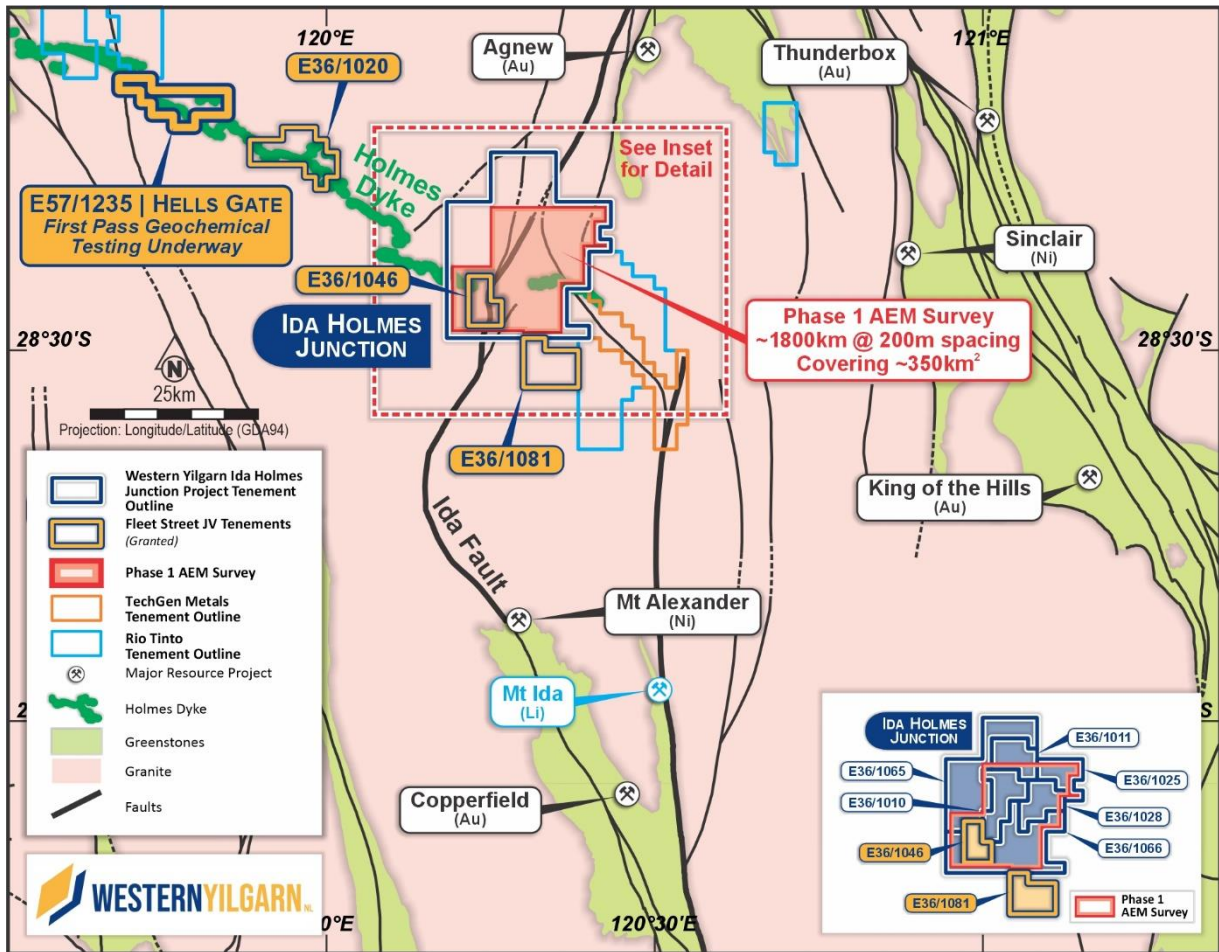 120°E
121°E
Agnew
(Au)
Thunderbox
(Au)
E36/1020
See Inset
for Detail
Holmes
Dyke
E57/1235 | HELLS GATE
First Pass Geochemical
Testing Underway
Sinclair
(Ni)
E36/1046
IDA HOLMES
JUNCTION
Phase 1 AEM Survey
~1800km @ 200m spacing
Covering ~350km²
28°30'S
28°30'S
N
25km
Projection: Longitude/Latitude (GDA94)
E36/1081
King of the Hills
(Au)
Ida Fault
Western Yilgarn Ida Holmes
Junction Project Tenement
Outline
Fleet Street JV Tenements
(Granted)
Phase 1 AEM Survey
TechGen Metals
Tenement Outline
Rio Tinto
Tenement Outline
Major Resource Project
Holmes Dyke
Greenstones
Granite
Faults
Mt Alexander
(Ni)
Mt Ida
(Li)
Copperfield
(Au)
2
S
IDA HOLMES
JUNCTION
E36/1011
E36/1065
E36/1025
E36/1010
E36/1028
E36/1066
E36/1046
E36/1081
Phase 1
AEM Survey
WESTERNYILGARN NL
0°E
120°30'E